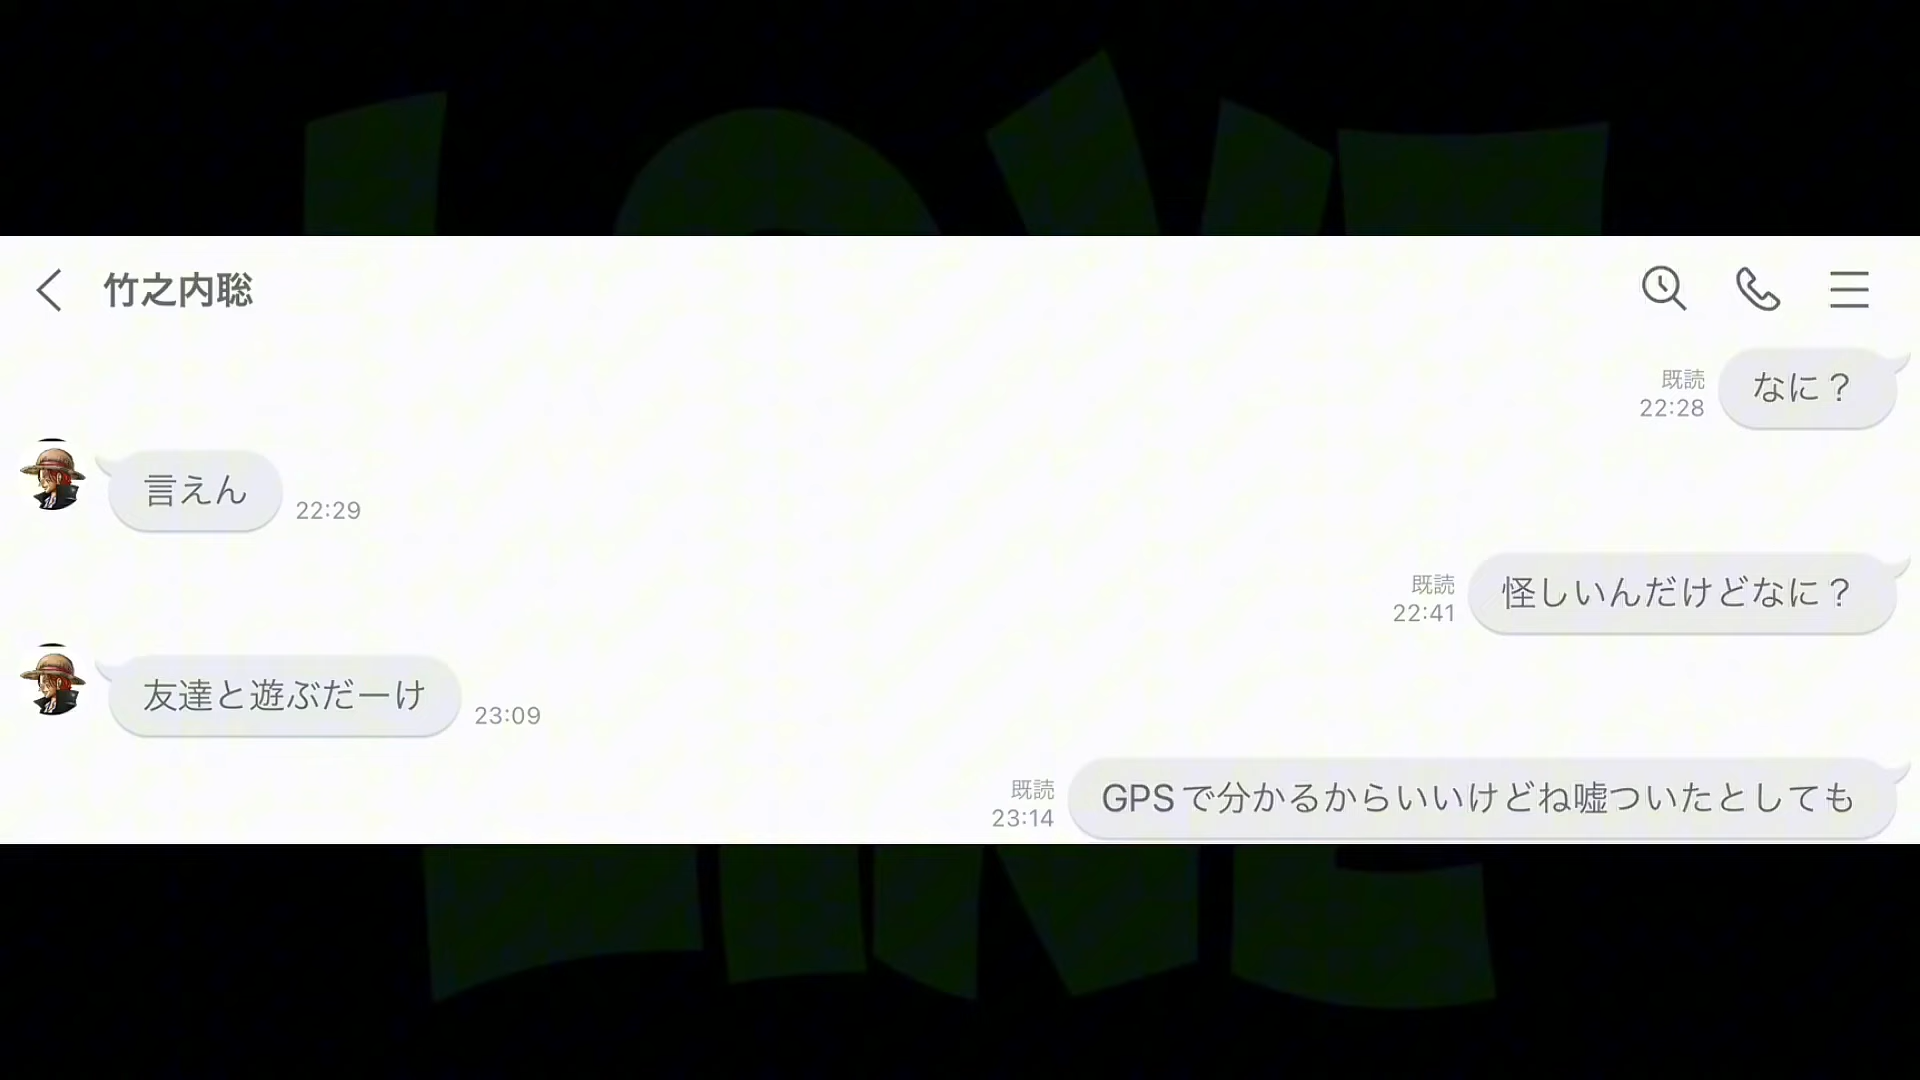 竹之内聡
既読
22:28
なに？
言えん
22:29
既読
22:41
怪しいんだけどなに？
友達と遊ぶだーけ
23:09
既読
23:14
GPSで分かるからいいけどね嘘ついたとしても